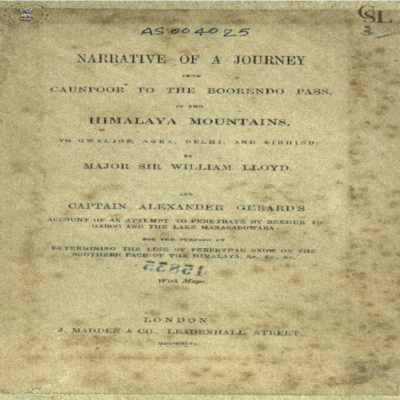 AS004025
CSL
3
NARRATIVE OF A JOURNEY
FROM
CAUNPOOR TO THE BOORENDO PASS,
IN THE
HIMALAYA MOUNTAINS,
VIÂ GWALIOR, AGRA, DELHI, AND SIRHIND;
BY
MAJOR SIR WILLIAM LLOYD.
AND
CAPTAIN ALEXANDER GERARD'S
ACCOUNT OF AN ATTEMPT TO PENETRATE BY BEKHUR TO
GAROO AND THE LAKE MANASAROWARA:
FOR THE PURPOSE OF
DETERMINING THE LINE OF PERPETUAL SNOW ON THE
SOUTHERN FACE OF THE HIMALAYA, &c., &c., &c.
With Maps.
LONDON
J. MADDEN & CO., LEADENHALL STREET.